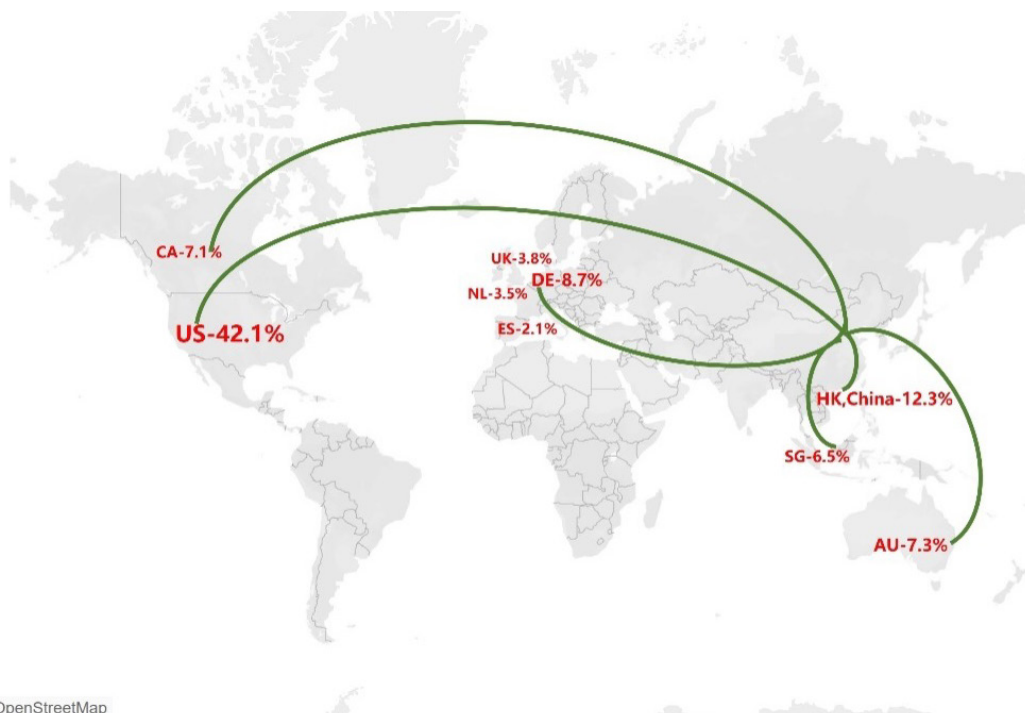 CA-7.1%
UK-3.8%
DE-8.7%
NL-3.5%
ES-2.1%
US-42.1%
HK,China-12.3%
SG-6.5%
AU-7.3%
OpenStreetMap